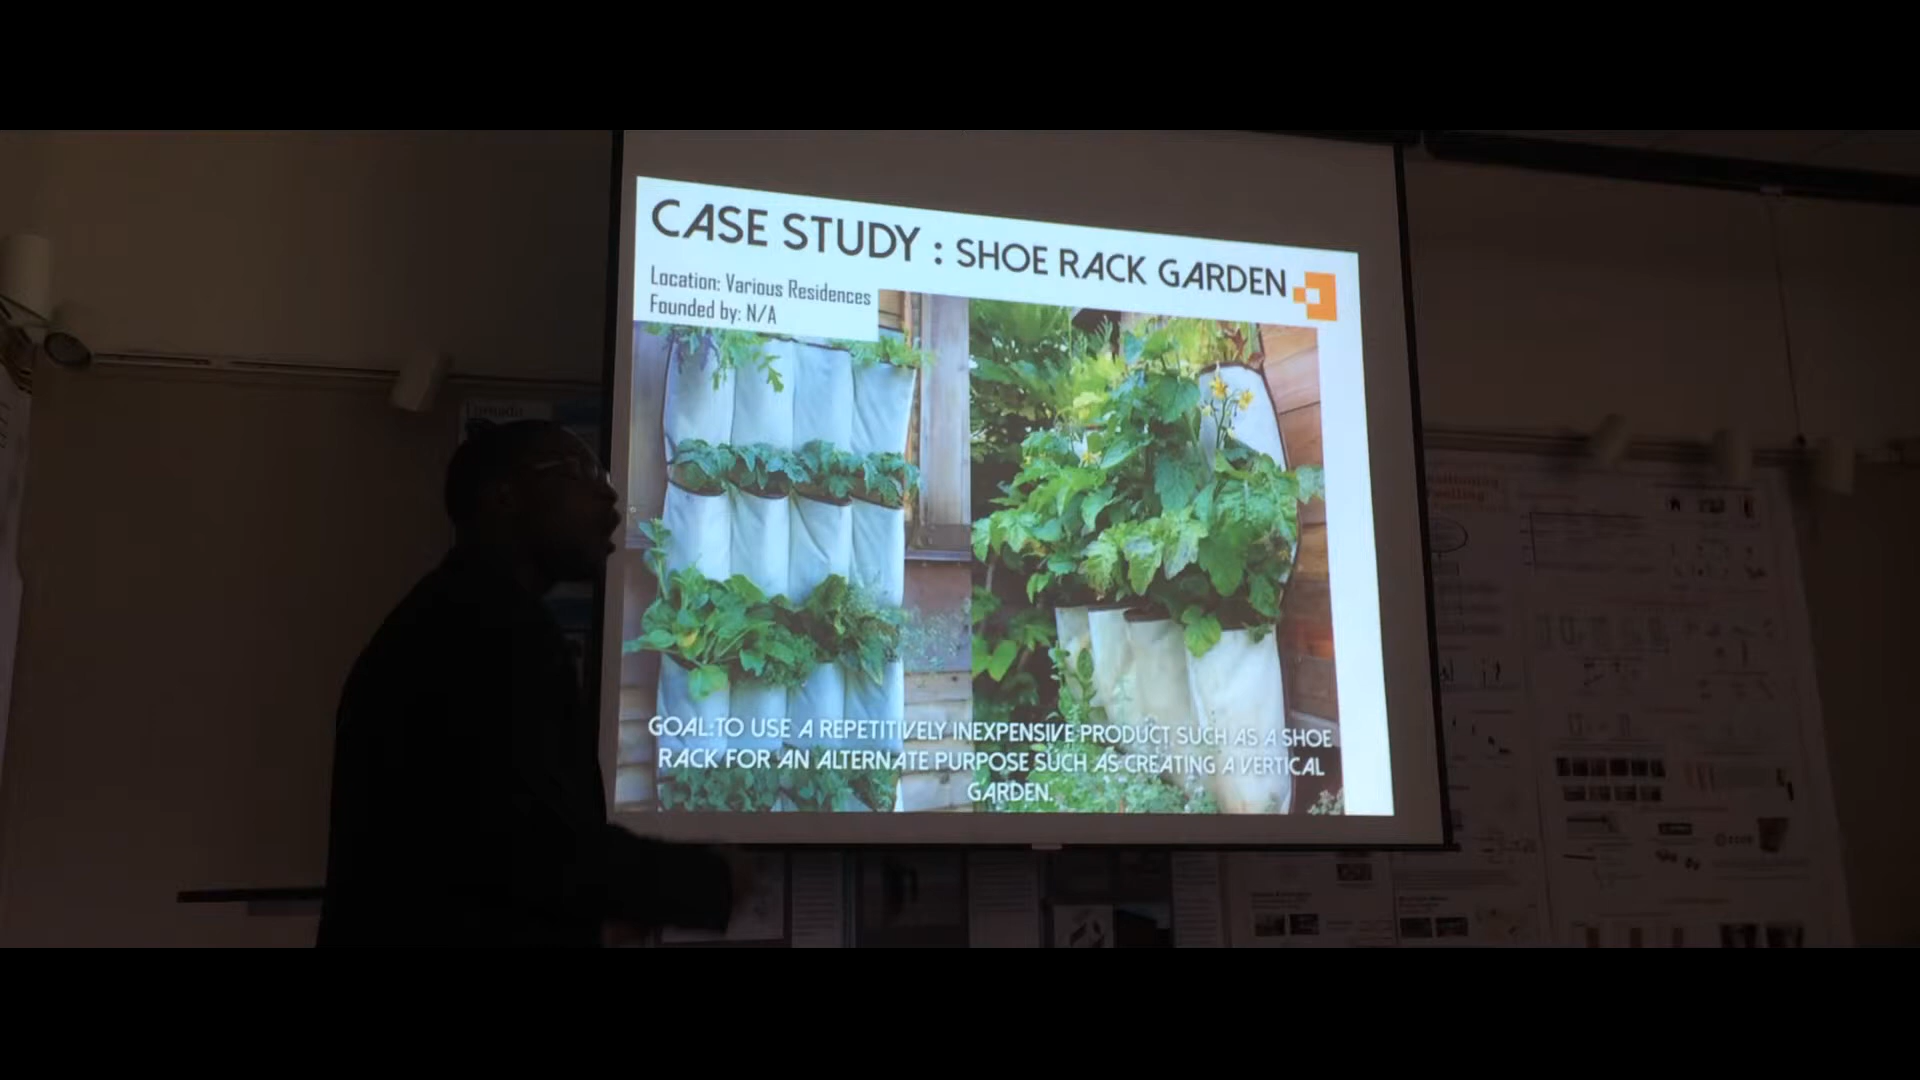 CASE STUDY : SHOE RACK GARDEN
Location: Various Residences
Founded by: N/A
GOAL:TO USE A REPETITIVELY INEXPENSIVE PRODUCT SUCH AS A SHOE
RACK FOR AN ALTERNATE PURPOSE SUCH AS CREATING A VERTICAL
GARDEN.